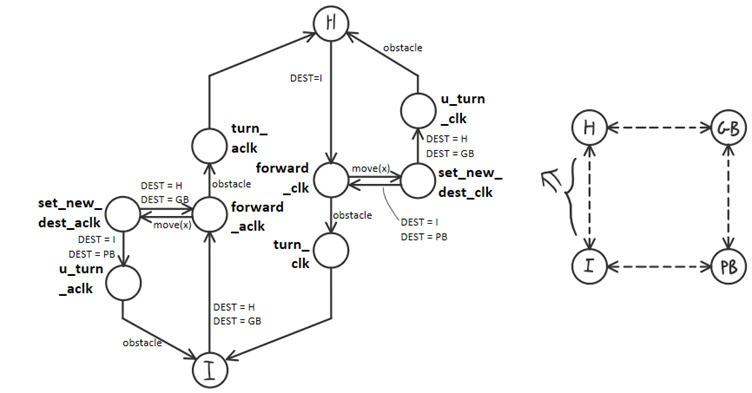 H
obstacle
DEST=I
u_turn
_clk
turn_
aclk
DEST = H
DEST = GB
forward
_clk
move(x)
set_new_
dest_clk
DEST = H
DEST = GB
obstacle
set_new_
dest_aclk
move(x)
forward
_aclk
obstacle
DEST = I
DEST = PB
DEST = I
DEST = PB
turn_
clk
u_turn
_aclk
DEST = H
DEST = GB
obstacle
I
H
GB
I
PB